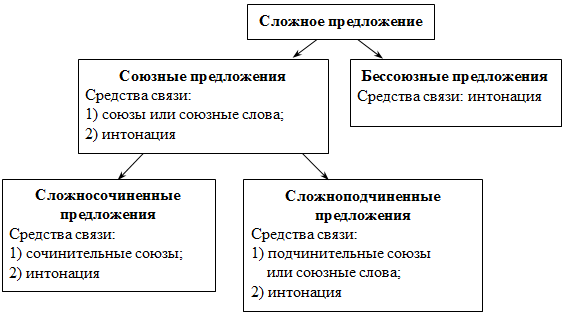 Сложное предложение
Союзные предложения
Средства связи:
1) союзы или союзные слова;
2) интонация
Бессоюзные предложения
Средства связи: интонация
Сложносочиненные
предложения
Средства связи:
1) сочинительные союзы;
2) интонация
Сложноподчиненные
предложения
Средства связи:
1) подчинительные союзы
или союзные слова;
2) интонация